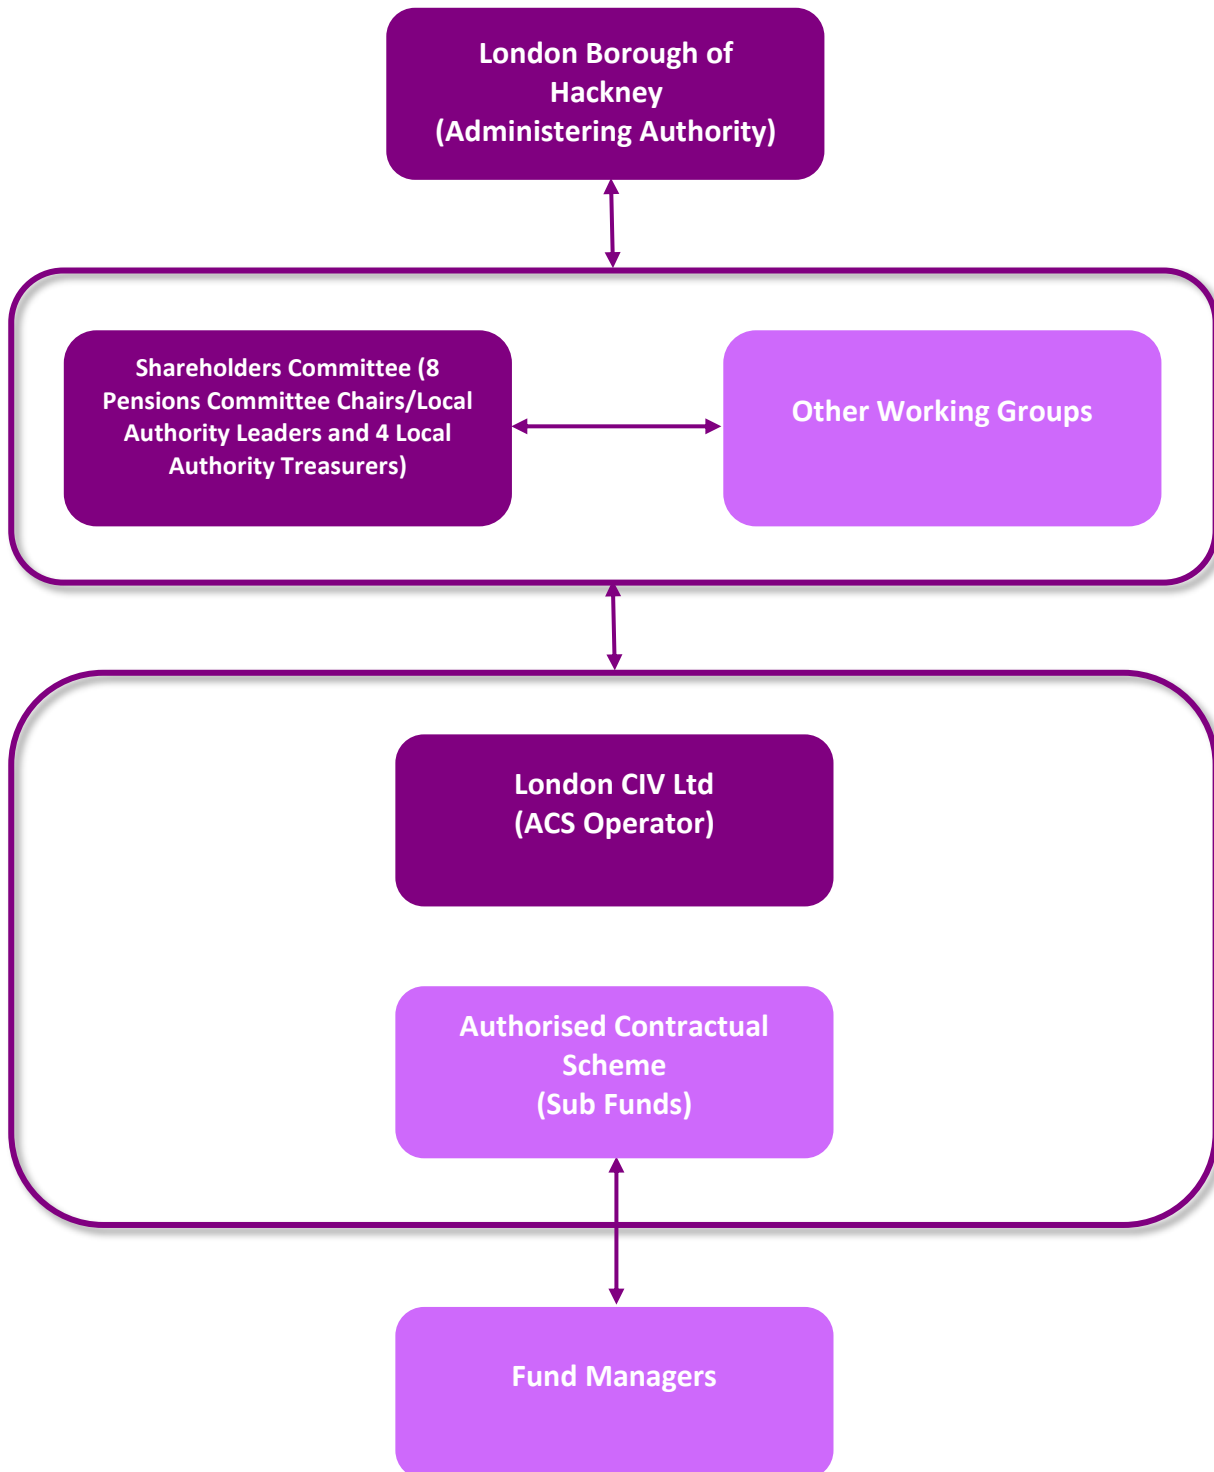 London Borough of
Hackney
(Administering Authority)
Shareholders Committee (8
Pensions Committee Chairs/Local
Authority Leaders and 4 Local
Authority Treasurers)
Other Working Groups
London CIV Ltd
(ACS Operator)
Authorised Contractual
Scheme
(Sub Funds)
Fund Managers